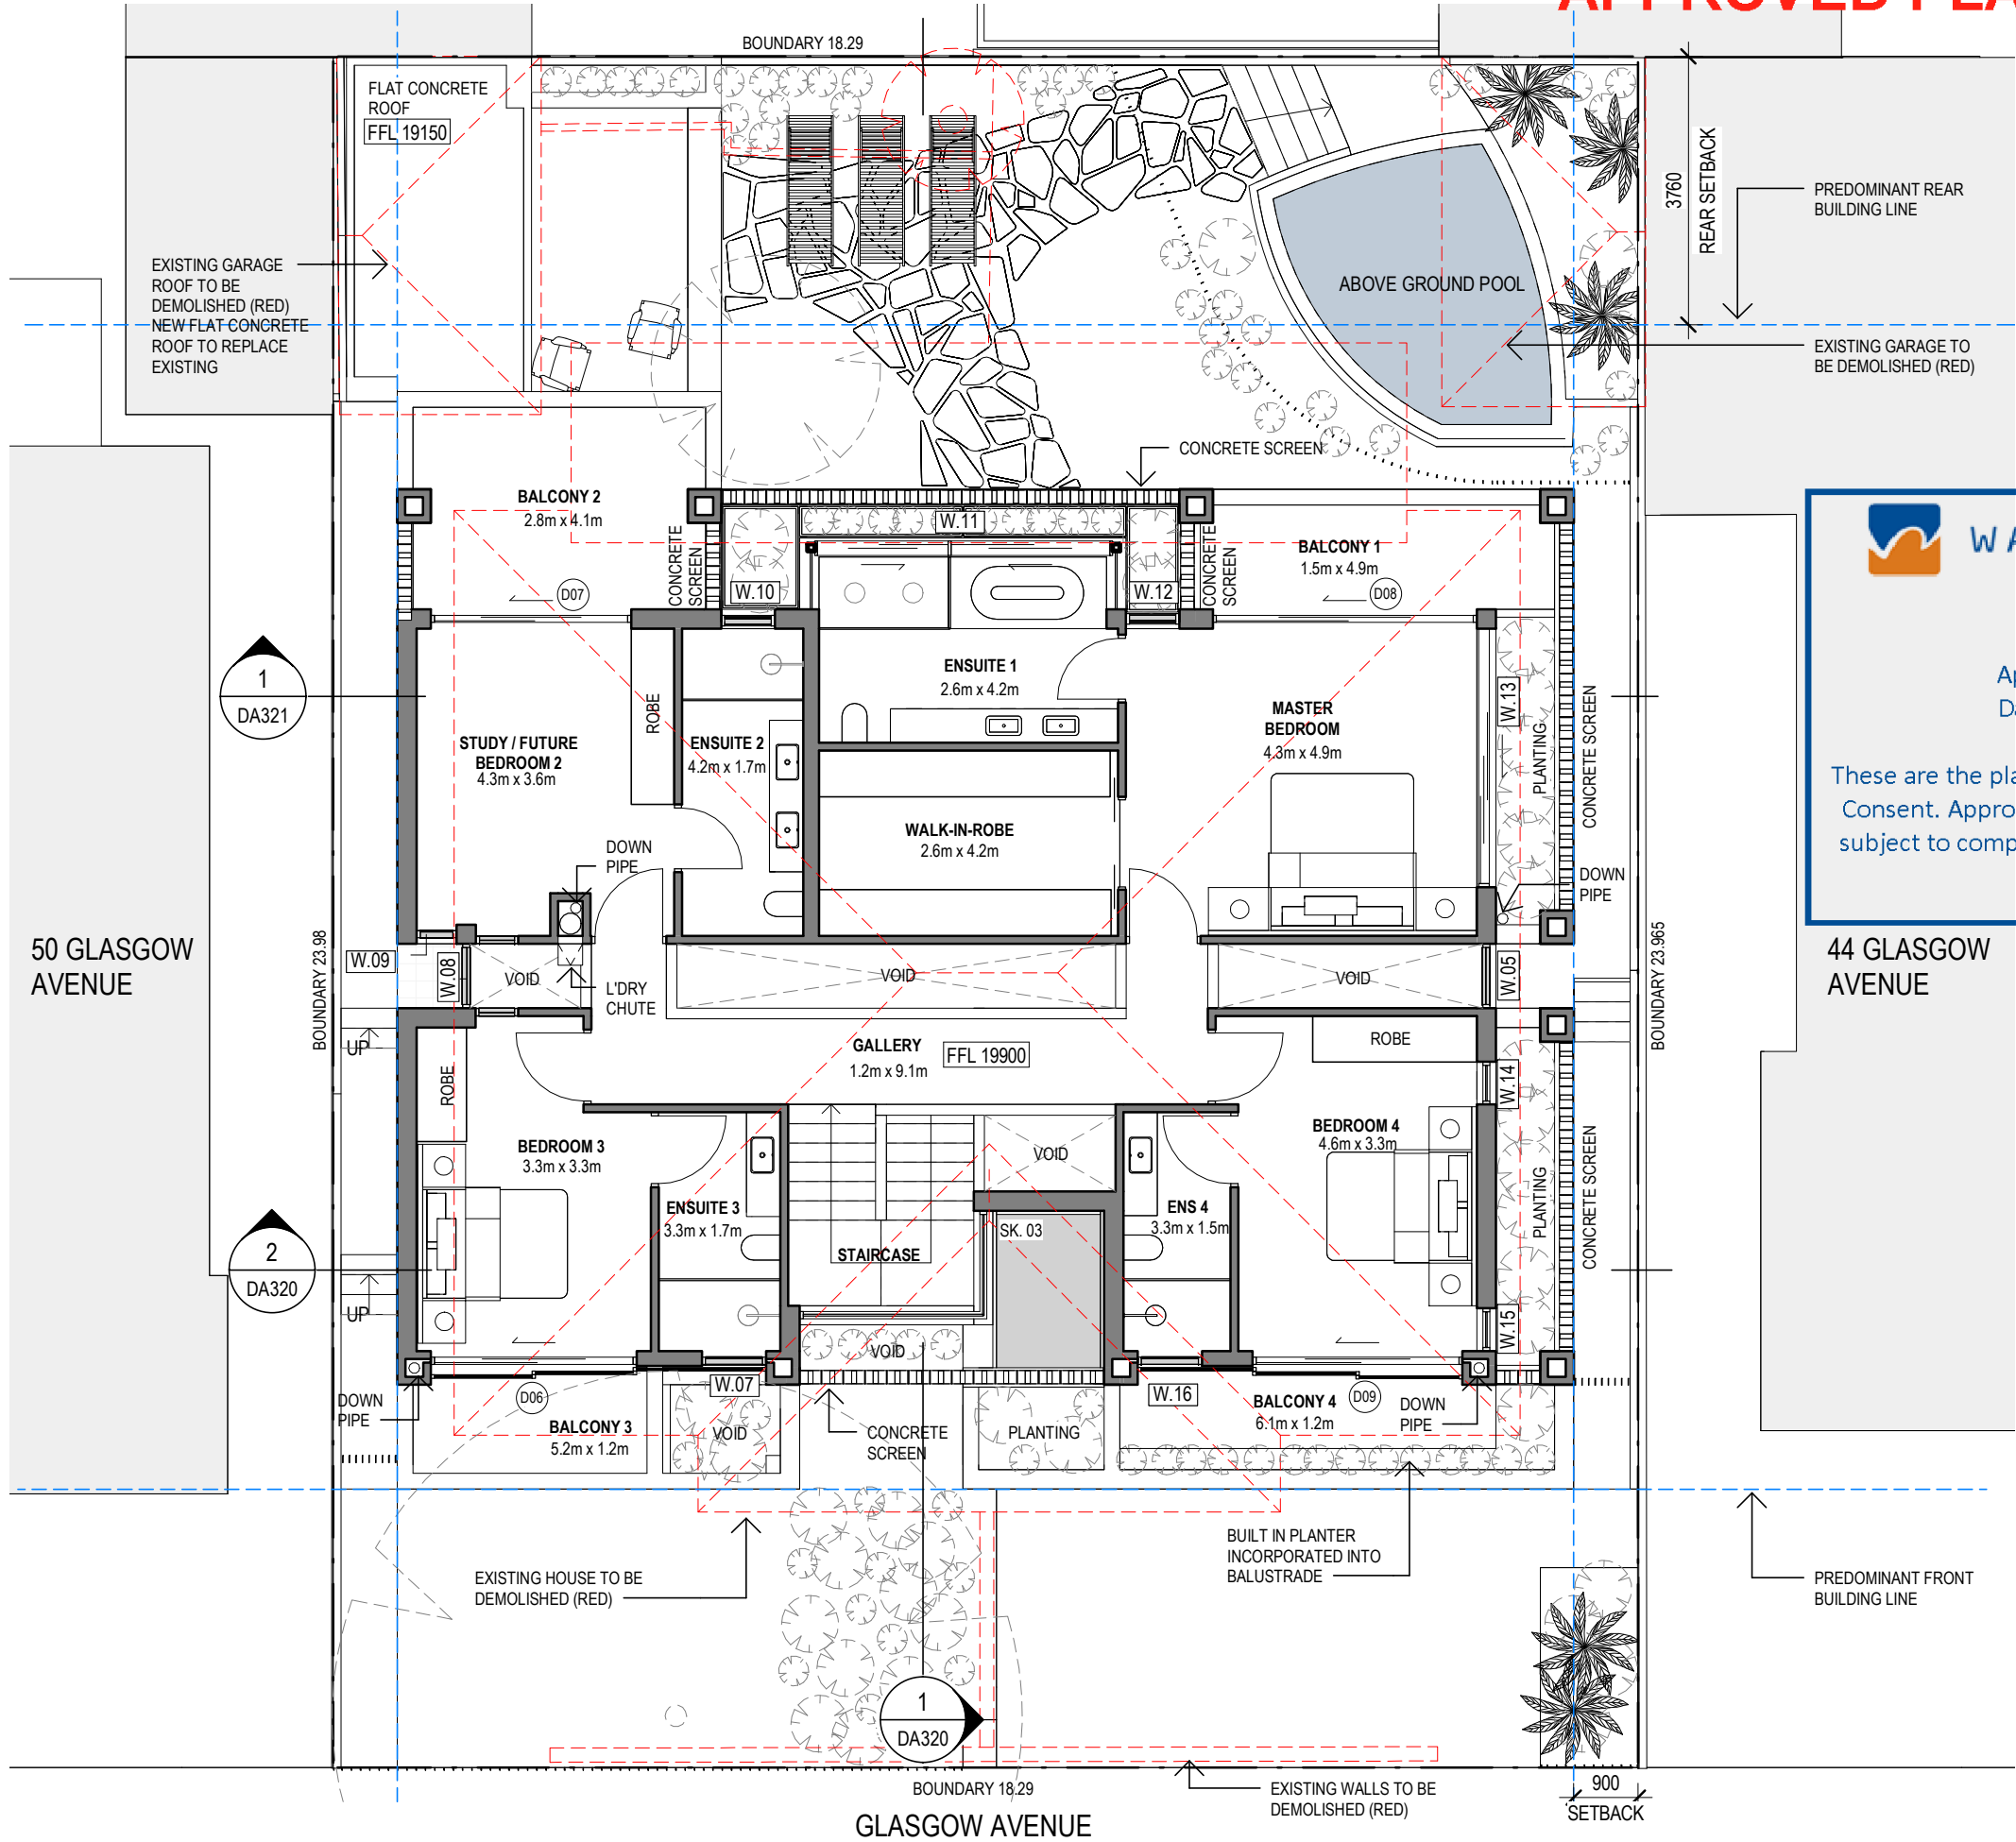 APPROVED PLA
BOUNDARY 18.29
FLAT CONCRETE
ROOF
FFL 19150
3760
REAR SETBACK
PREDOMINANT REAR
BUILDING LINE
EXISTING GARAGE
ROOF TO BE
DEMOLISHED (RED)
NEW FLAT CONCRETE
ROOF TO REPLACE
EXISTING
ABOVE GROUND POOL
EXISTING GARAGE TO
BE DEMOLISHED (RED)
CONCRETE SCREEN
BALCONY 2
2.8m x 4.1m
CONCRETE
SCREEN
W.11
W.10
W.12
CONCRETE
SCREEN
BALCONY 1
1.5m x 4.9m
D07
D08
WA
1
DA321
ROBE
ENSUITE 1
2.6m x 4.2m
W.13
PLANTING
CONCRETE SCREEN
Ap
Da
STUDY / FUTURE
BEDROOM 2
4.3m x 3.6m
ENSUITE 2
4.2m x 1.7m
MASTER
BEDROOM
4.3m x 4.9m
These are the pla
Consent. Appro
subject to comp
WALK-IN-ROBE
2.6m x 4.2m
DOWN
PIPE
DOWN
PIPE
50 GLASGOW
AVENUE
BOUNDARY 23.98
W.09
W.08
VOID
L'DRY
CHUTE
VOID
VOID
W.05
BOUNDARY 23.965
44 GLASGOW
AVENUE
UP
ROBE
GALLERY
1.2m x 9.1m
FFL 19900
ROBE
W.14
BEDROOM 3
3.3m x 3.3m
VOID
BEDROOM 4
4.6m x 3.3m
PLANTING
CONCRETE SCREEN
ENSUITE 3
3.3m x 1.7m
STAIRCASE
SK. 03
ENS 4
3.3m x 1.5m
2
DA320
UP
VOID
W.15
DOWN
PIPE
D06
W.07
W.16
D09
BALCONY 3
5.2m x 1.2m
VOID
CONCRETE
SCREEN
PLANTING
BALCONY 4
6.1m x 1.2m
DOWN
PIPE
EXISTING HOUSE TO BE
DEMOLISHED (RED)
BUILT IN PLANTER
INCORPORATED INTO
BALUSTRADE
PREDOMINANT FRONT
BUILDING LINE
1
DA320
BOUNDARY 18.29
GLASGOW AVENUE
EXISTING WALLS TO BE
DEMOLISHED (RED)
900
SETBACK